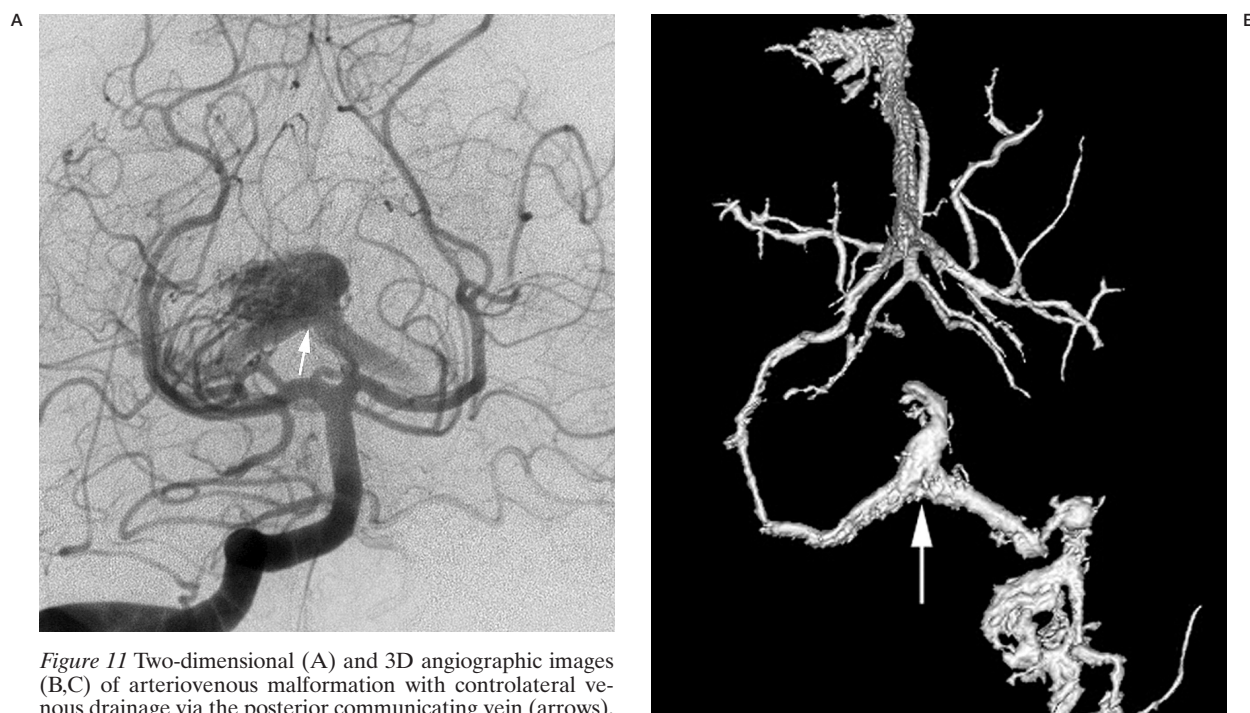 A
B
Figure 11 Two-dimensional (A) and 3D angiographic images
(B,C) of arteriovenous malformation with controlateral ve-
nous drainage via the posterior communicating vein (arrows).